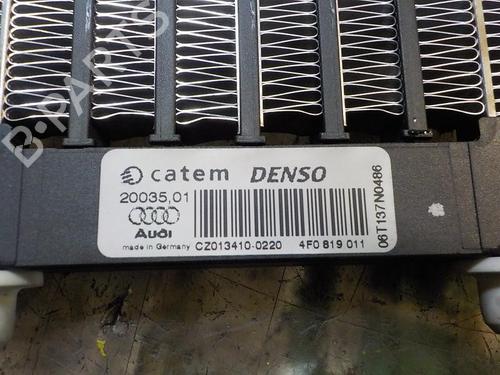 B-PARTS
catem DENSO
20035,01
Audi
made in Germany CZ013410-0220 4F0 819 011
06T137N0486